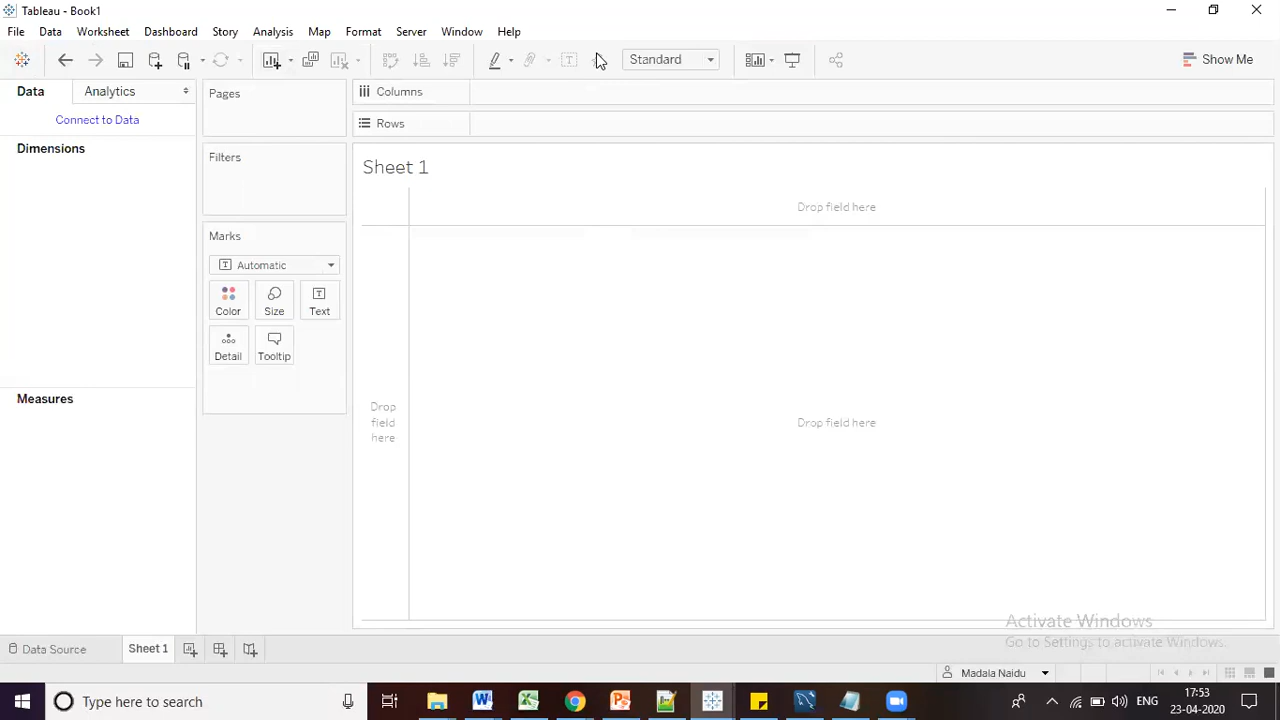 Tableau - Book1
File Data Worksheet Dashboard Story Analysis Map Format Server Window Help
Standard
Show Me
Data Analytics
Connect to Data
Dimensions
Measures
Pages
Filters
Marks
Automatic
Color Size Text
Detail Tooltip
Columns
Rows
Sheet 1
Drop field here
Drop
field
here
Drop field here
Activate Windows
Go to Settings to activate Windows.
Data Source Sheet 1
Madala Naidu
Type here to search
ENG
17:53
23-04-2020